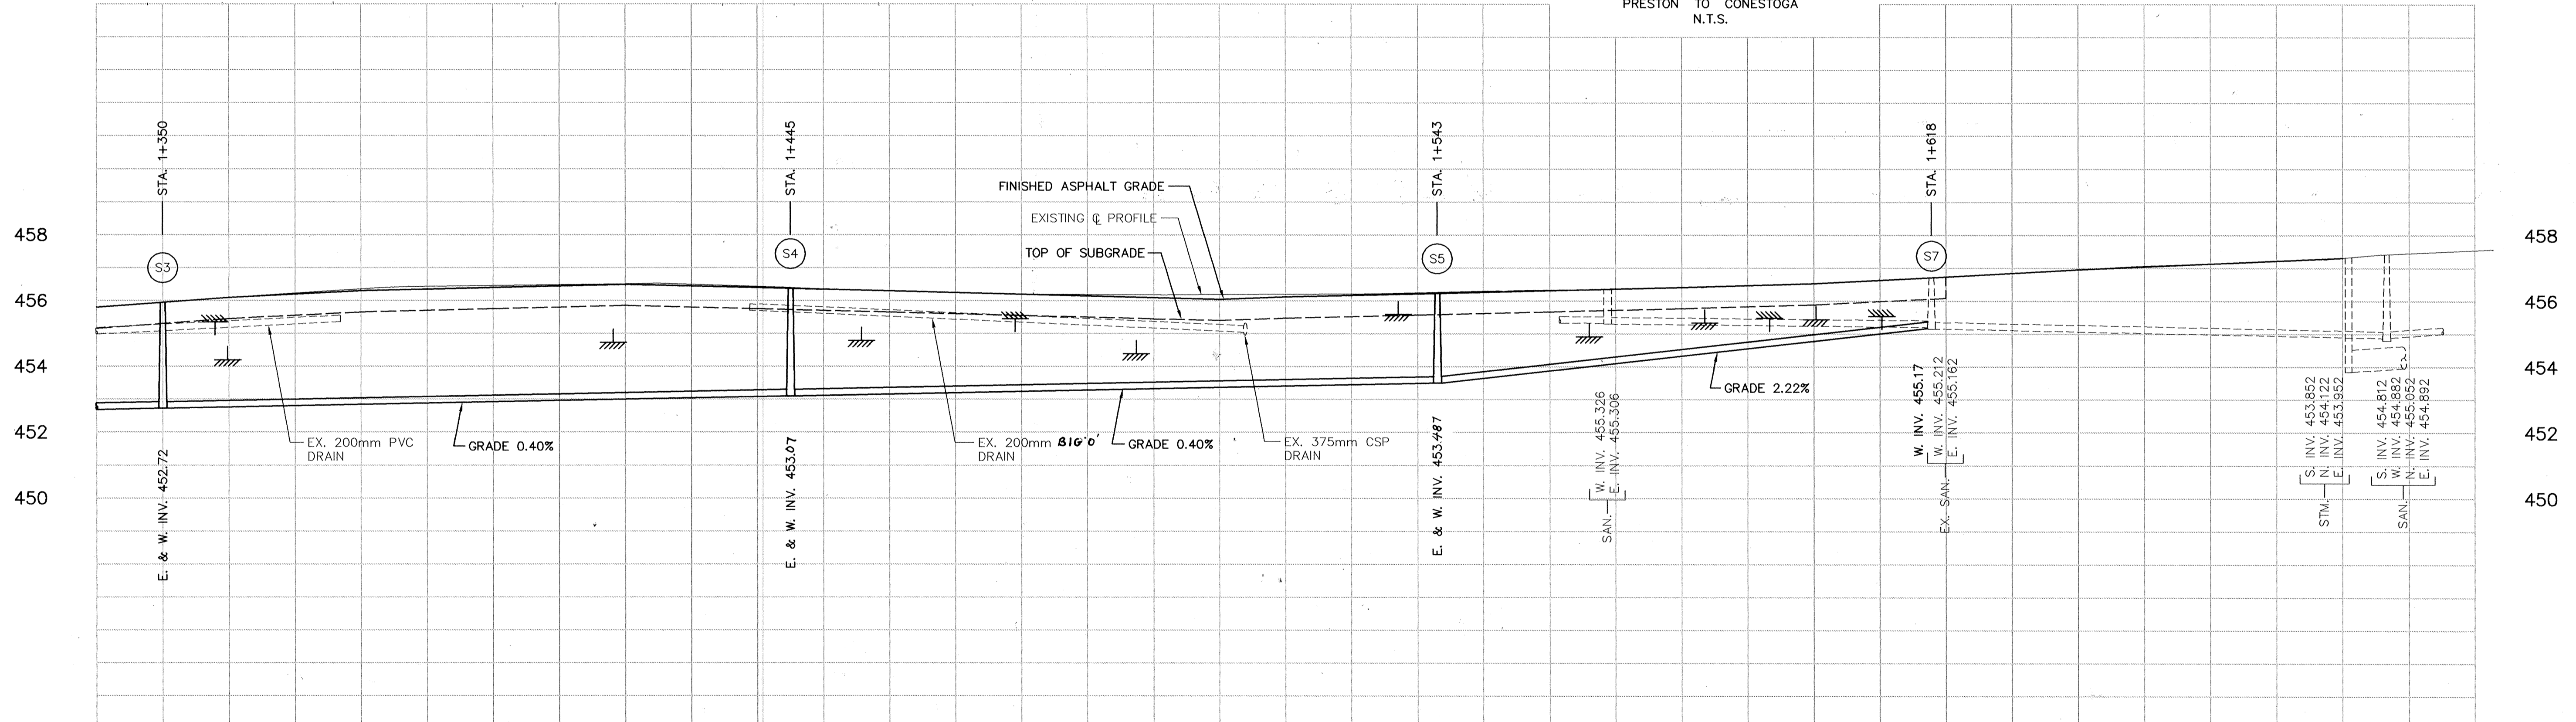 PRESTON TO CONESTOGA
N.T.S.
STA. 1+350
STA. 1+445
STA. 1+543
STA. 1+618
FINISHED ASPHALT GRADE
EXISTING ℄ PROFILE
TOP OF SUBGRADE
458
458
S3
S4
S5
S7
456
456
454
454
GRADE 2.22%
452
452
EX. 200mm PVC
DRAIN
GRADE 0.40%
EX. 200mm BIG 'O'
DRAIN
GRADE 0.40%
EX. 375mm CSP
DRAIN
450
450
E. & W. INV. 452.72
E. & W. INV. 453.07
E. & W. INV. 453.487
W. INV. 455.326
E. INV. 455.306
SAN.
W. INV. 455.17
W. INV. 455.212
E. INV. 455.162
EX. SAN.
S. INV. 453.852
N. INV. 454.122
E. INV. 453.952
STM.
S. INV. 454.812
W. INV. 454.882
N. INV. 455.052
E. INV. 454.892
SAN.